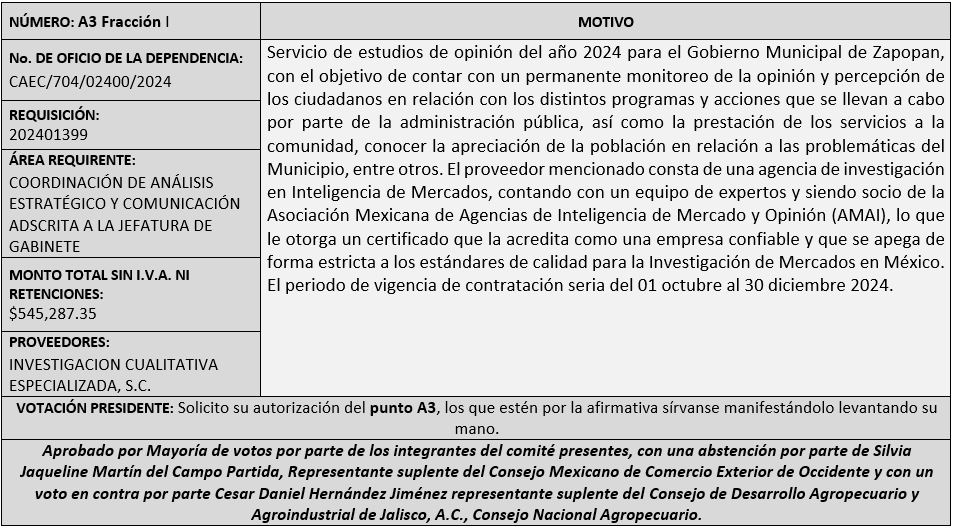 NÚMERO: A3 Fracción I
MOTIVO
No. DE OFICIO DE LA DEPENDENCIA:
CAEC/704/02400/2024
REQUISICIÓN:
202401399
ÁREA REQUIRENTE:
COORDINACIÓN DE ANÁLISIS
ESTRATÉGICO Y COMUNICACIÓN
ADSCRITA A LA JEFATURA DE
GABINETE
MONTO TOTAL SIN I.V.A. NI
RETENCIONES:
$545,287.35
PROVEEDORES:
INVESTIGACION CUALITATIVA
ESPECIALIZADA, S.C.
Servicio de estudios de opinión del año 2024 para el Gobierno Municipal de Zapopan,
con el objetivo de contar con un permanente monitoreo de la opinión y percepción de
los ciudadanos en relación con los distintos programas y acciones que se llevan a cabo
por parte de la administración pública, así como la prestación de los servicios a la
comunidad, conocer la apreciación de la población en relación a las problemáticas del
Municipio, entre otros. El proveedor mencionado consta de una agencia de investigación
en Inteligencia de Mercados, contando con un equipo de expertos y siendo socio de la
Asociación Mexicana de Agencias de Inteligencia de Mercado y Opinión (AMAI), lo que
le otorga un certificado que la acredita como una empresa confiable y que se apega de
forma estricta a los estándares de calidad para la Investigación de Mercados en México.
El periodo de vigencia de contratación seria del 01 octubre al 30 diciembre 2024.
VOTACIÓN PRESIDENTE: Solicito su autorización del punto A3, los que estén por la afirmativa sírvanse manifestándolo levantando su
mano.
Aprobado por Mayoría de votos por parte de los integrantes del comité presentes, con una abstención por parte de Silvia
Jaqueline Martín del Campo Partida, Representante suplente del Consejo Mexicano de Comercio Exterior de Occidente y con un
voto en contra por parte Cesar Daniel Hernández Jiménez representante suplente del Consejo de Desarrollo Agropecuario y
Agroindustrial de Jalisco, A.C., Consejo Nacional Agropecuario.